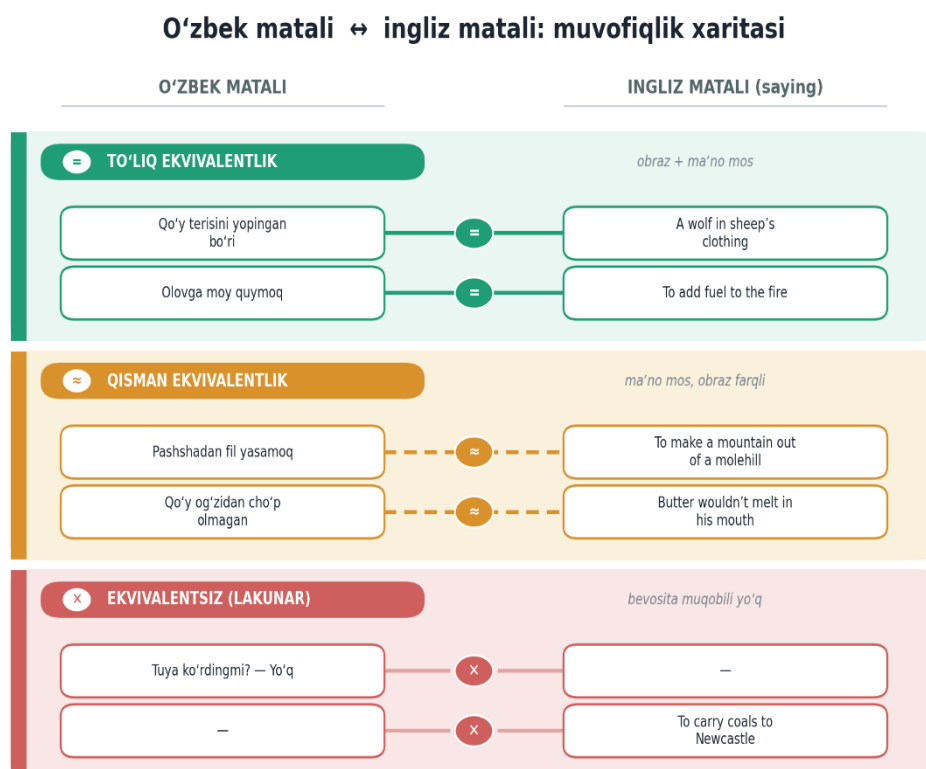 O‘zbek matali ↔ ingliz matali: muvofiqlik xaritasi
O‘ZBEK MATALI
INGLIZ MATALI (saying)
= TO‘LIQ EKVIVALENTLIK
obraz + ma’no mos
Qo‘y terisini yopingan
bo‘ri
=
A wolf in sheep’s
clothing
Olovga moy quymoq
=
To add fuel to the fire
≈ QISMAN EKVIVALENTLIK
ma’no mos, obraz farqli
Pashshadan fil yasamoq
≈
To make a mountain out
of a molehill
Qo‘y og‘zidan cho‘p
olmagan
≈
Butter wouldn’t melt in
his mouth
☓ EKVIVALENTSIZ (LAKUNAR)
bevosita muqobili yo‘q
Tuya ko‘rdingmi? — Yo‘q
☓
—
—
☓
To carry coals to
Newcastle